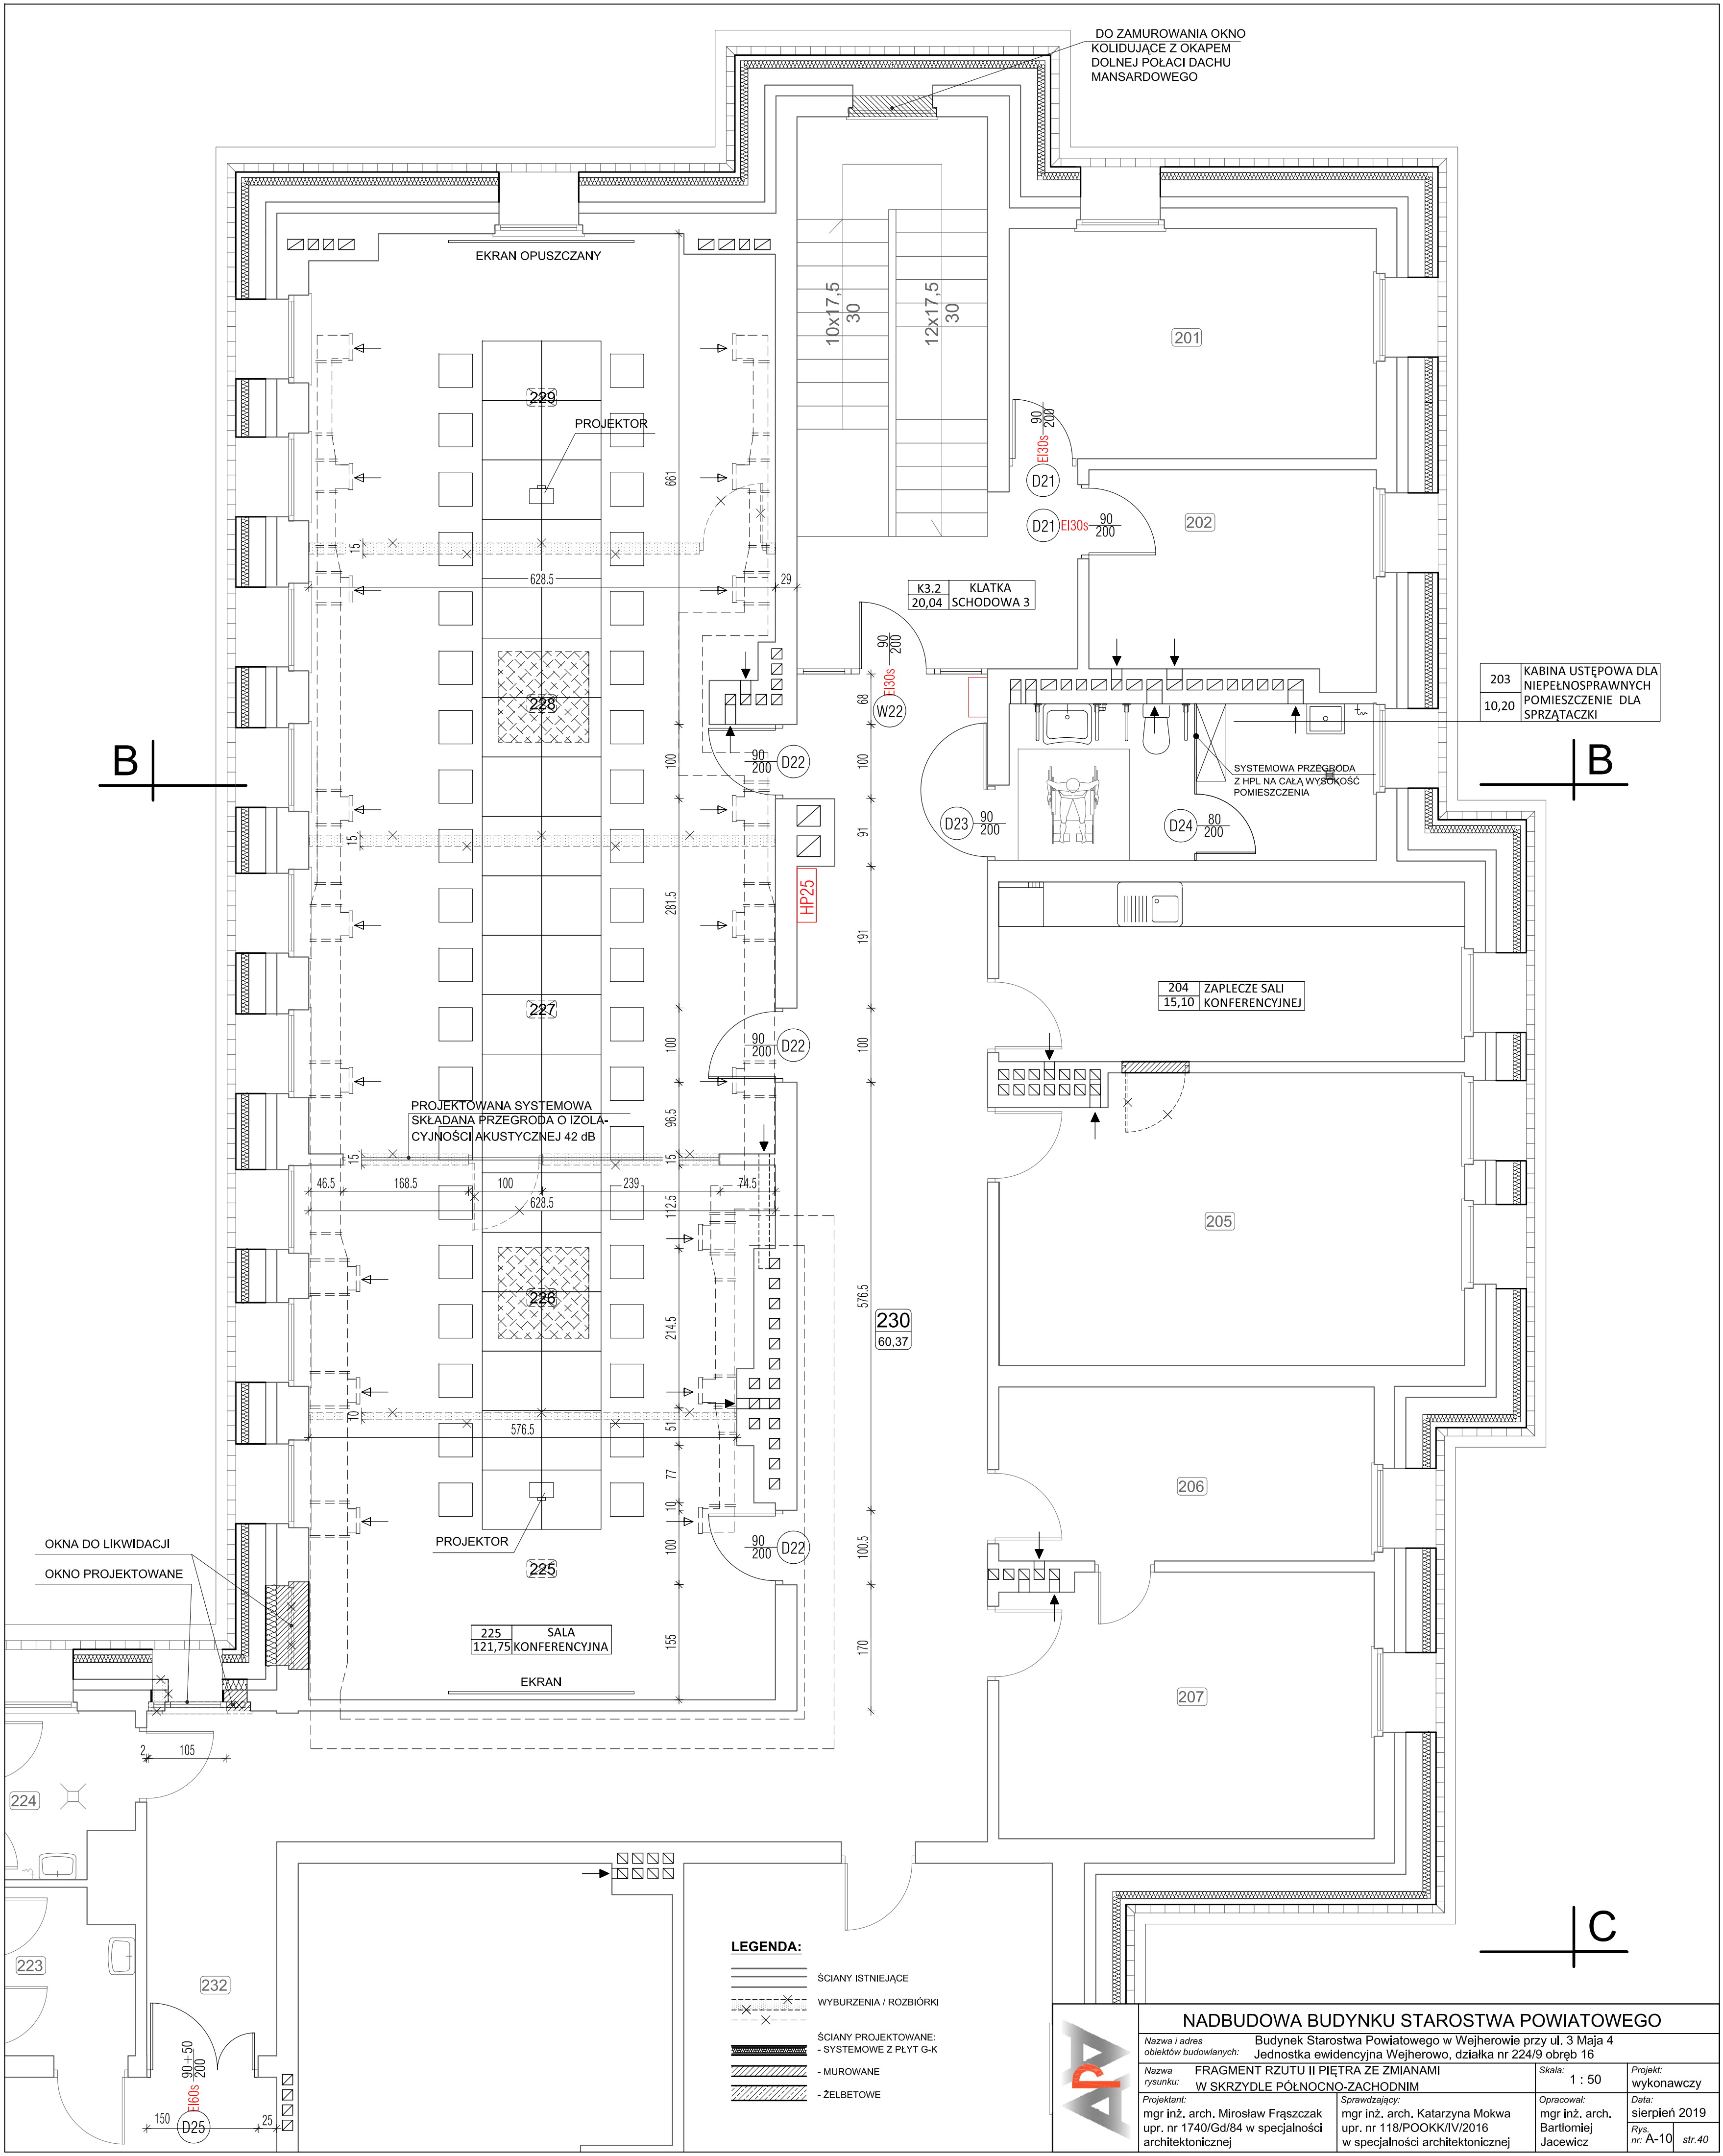 DO ZAMUROWANIA OKNO
KOLIDUJĄCE Z OKAPEM
DOLNEJ POŁACI DACHU
MANSARDOWEGO
EKRAN OPUSZCZANY
10x17,5
30
12x17,5
30
201
229
PROJEKTOR
661
90
200
EI30s
D21
D21
EI30s
90
200
202
15
628.5
29
K3.2
KLATKA
20,04
SCHODOWA 3
90
200
EI30s
W22
68
228
203
KABINA USTĘPOWA DLA
NIEPEŁNOSPRAWNYCH
10,20
POMIESZCZENIE DLA
SPRZĄTACZKI
B
B
100
90
200
D22
100
SYSTEMOWA PRZEGRODA
Z HPL NA CAŁĄ WYSOKOŚĆ
POMIESZCZENIA
D23
90
200
D24
80
200
15
91
HP25
281.5
191
204
ZAPLECZE SALI
15,10
KONFERENCYJNEJ
227
100
90
200
D22
100
PROJEKTOWANA SYSTEMOWA
SKŁADANA PRZEGRODA O IZOLA-
CYJNOŚCI AKUSTYCZNEJ 42 dB
96.5
15
15
46.5
168.5
100
239
74.5
628.5
112.5
205
226
214.5
576.5
230
60,37
10
576.5
51
77
10
206
PROJEKTOR
90
200
D22
100
100.5
OKNA DO LIKWIDACJI
OKNO PROJEKTOWANE
225
225
SALA
121,75
KONFERENCYJNA
155
170
EKRAN
207
2
105
224
223
232
C
LEGENDA:
ŚCIANY ISTNIEJĄCE
WYBURZENIA / ROZBIÓRKI
ŚCIANY PROJEKTOWANE:
- SYSTEMOWE Z PŁYT G-K
- MUROWANE
- ŻELBETOWE
90+50
200
EI60s
D25
150
25
APA
NADBUDOWA BUDYNKU STAROSTWA POWIATOWEGO
Nazwa i adres
obiektów budowlanych:
Budynek Starostwa Powiatowego w Wejherowie przy ul. 3 Maja 4
Jednostka ewidencyjna Wejherowo, działka nr 224/9 obręb 16
Nazwa
rysunku:
FRAGMENT RZUTU II PIĘTRA ZE ZMIANAMI
W SKRZYDLE PÓŁNOCNO-ZACHODNIM
Skala:
1 : 50
Projekt:
wykonawczy
Projektant:
mgr inż. arch. Mirosław Frąszczak
upr. nr 1740/Gd/84 w specjalności
architektonicznej
Sprawdzający:
mgr inż. arch. Katarzyna Mokwa
upr. nr 118/POOKK/IV/2016
w specjalności architektonicznej
Opracował:
mgr inż. arch.
Bartłomiej
Jacewicz
Data:
sierpień 2019
Rys.
nr: A-10
str.40